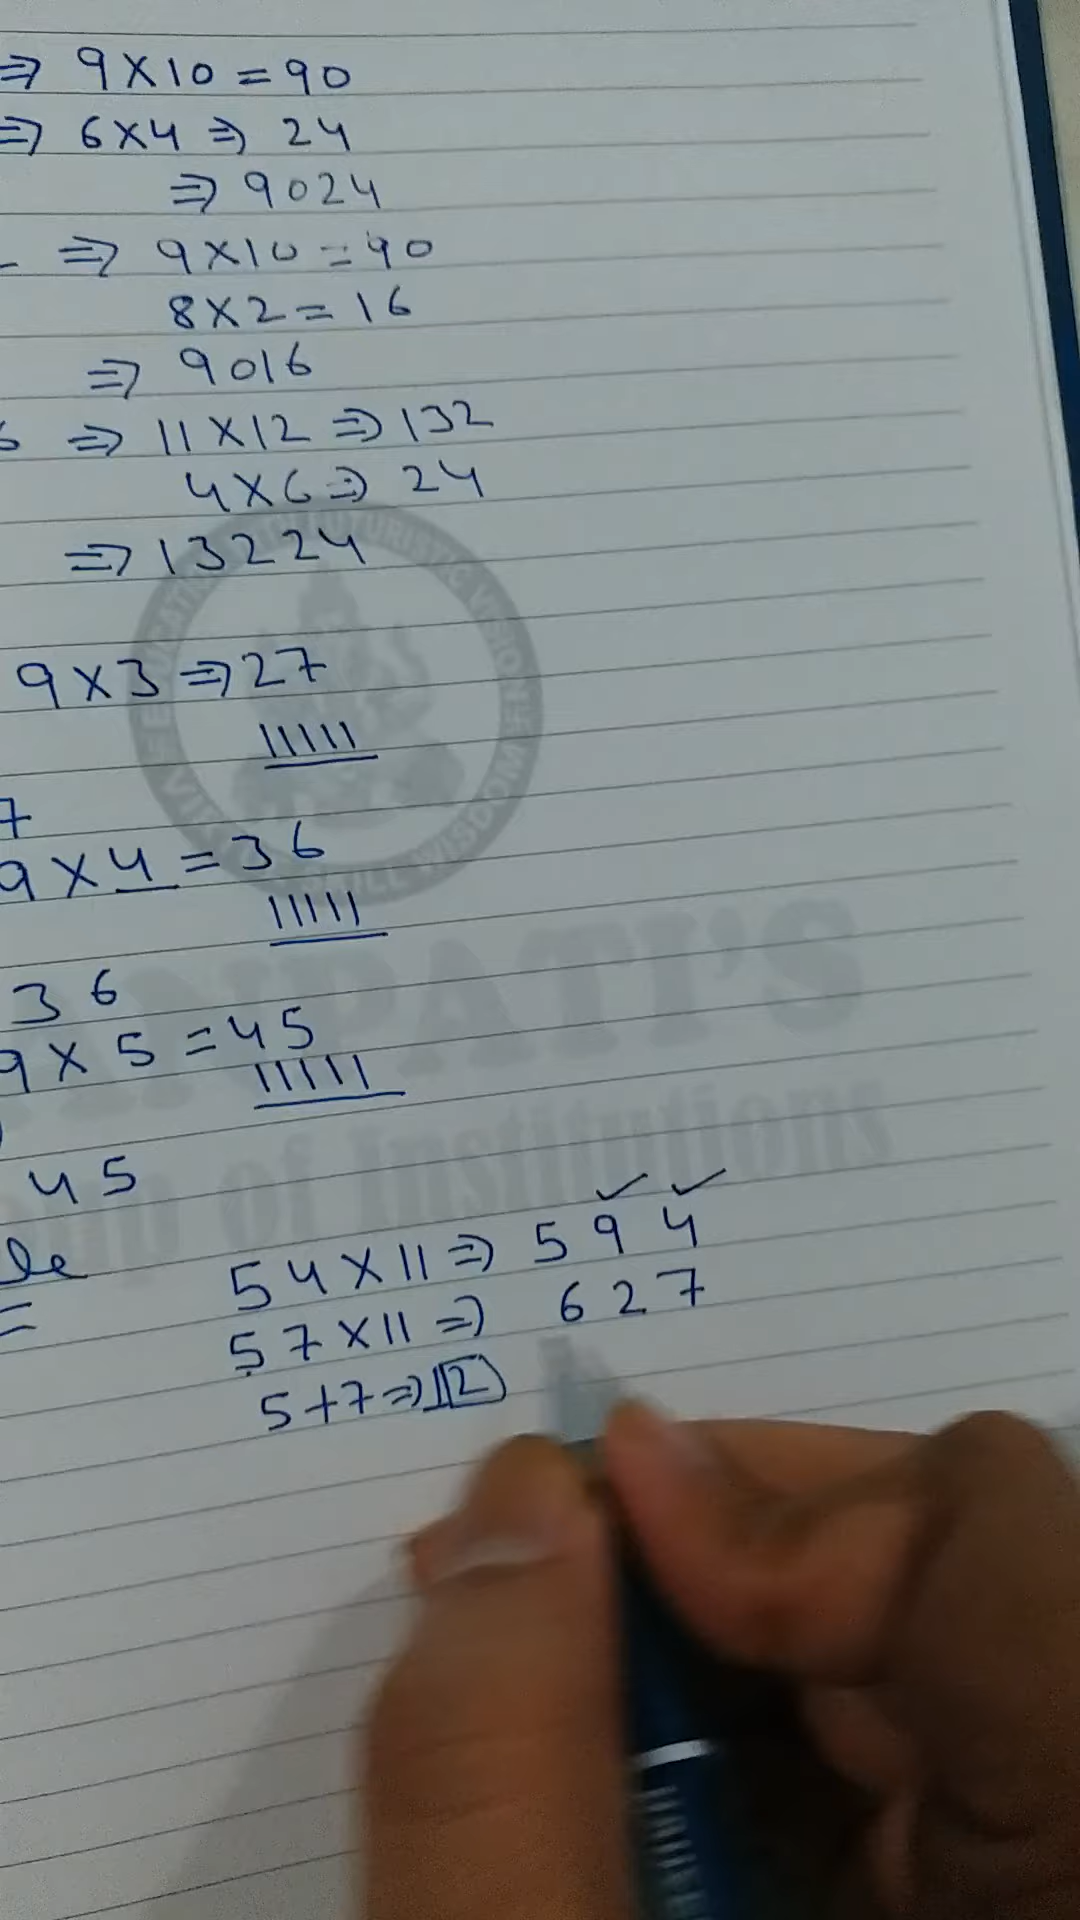 ⇒ 9×10=90
⇒ 6×4 ⇒ 24
⇒ 9024
⇒ 9×10=90
8×2=16
⇒ 9016
6 ⇒ 11×12 ⇒ 132
4×6 ⇒ 24
⇒ 13224
9×3 ⇒ 27
11111
7
9×4=36
11111
36
9×5=45
11111
45
54×11 ⇒ 594
57×11 ⇒ 627
5+7 ⇒ 12